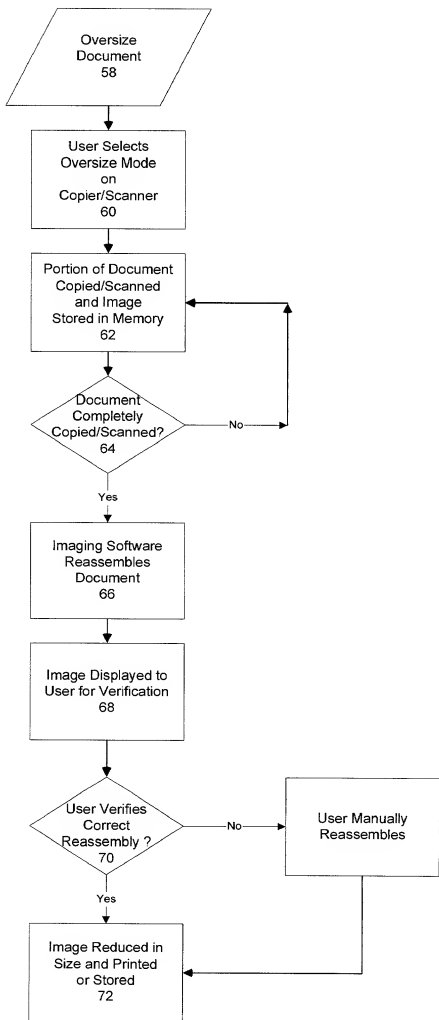 Oversize
Document
58
User Selects
Oversize Mode
on
Copier/Scanner
60
Portion of Document
Copied/Scanned
and Image
Stored in Memory
62
Document
Completely
Copied/Scanned?
64
No
Yes
Imaging Software
Reassembles
Document
66
Image Displayed to
User for Verification
68
User Verifies
Correct
Reassembly ?
70
No
User Manually
Reassembles
Yes
Image Reduced in
Size and Printed
or Stored
72